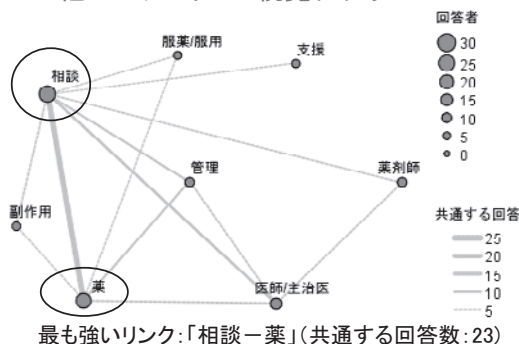 回答者
30
25
20
15
10
5
0
服薬/服用
支援
相談
管理
薬剤師
副作用
薬
医師/主治医
共通する回答
25
20
15
10
5
最も強いリンク:「相談－薬」(共通する回答数:23)